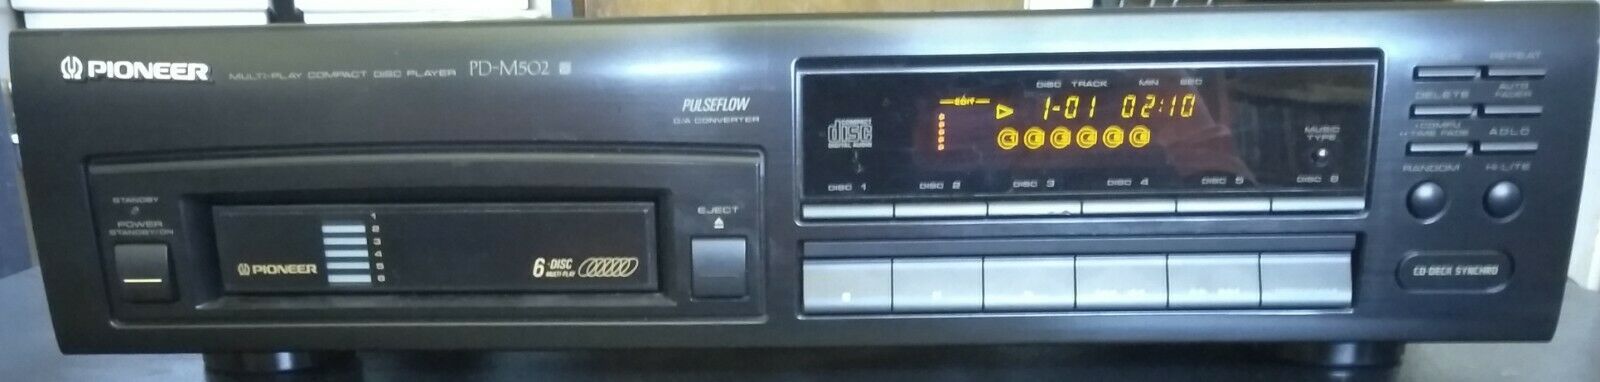 PIONEER MULTI-PLAY COMPACT DISC PLAYER PD-M502
PULSEFLOW
D/A CONVERTER
STANDBY
POWER
STANDBY/ON
1
2
3
4
5
6
PIONEER
6-DISC
MULTI-PLAY
EJECT
COMPACT
disc
DIGITAL AUDIO
EDIT
DISC TRACK MIN SEC
1-01 02:10
MUSIC
TYPE
DISC 1 DISC 2 DISC 3 DISC 4 DISC 5 DISC 6
REPEAT
DELETE
AUTO
FADER
ADLC
RANDOM HI-LITE
CD-DECK SYNCHRO